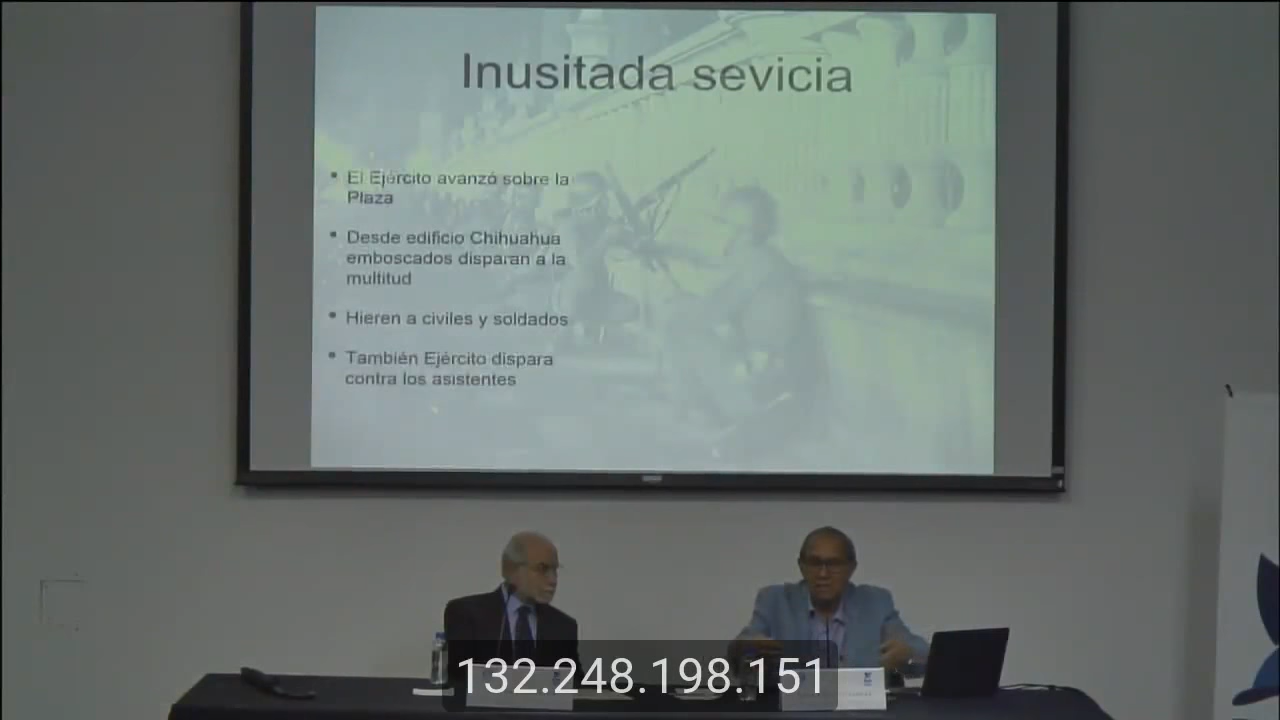 Inusitada sevicia
• El Ejército avanzó sobre la
Plaza
• Desde edificio Chihuahua
emboscados disparan a la
multitud
• Hieren a civiles y soldados
• También Ejército dispara
contra los asistentes
132.248.198.151